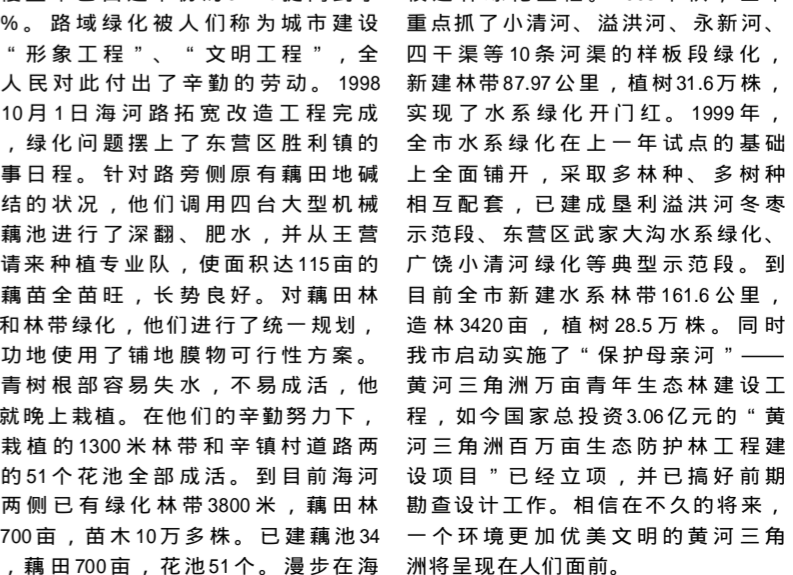 %。路域绿化被人们称为城市建设
“形象工程”、“文明工程”，全
人民对此付出了辛勤的劳动。1998
10月1日海河路拓宽改造工程完成
，绿化问题摆上了东营区胜利镇的
事日程。针对路旁侧原有藕田地碱
结的状况，他们调用四台大型机械
藕池进行了深翻、肥水，并从王营
请来种植专业队，使面积达115亩的
藕苗全苗旺，长势良好。对藕田林
和林带绿化，他们进行了统一规划，
功地使用了铺地膜物可行性方案。
青树根部容易失水，不易成活，他
就晚上栽植。在他们的辛勤努力下，
栽植的1300米林带和辛镇村道路两
的51个花池全部成活。到目前海河
两侧已有绿化林带3800米，藕田林
700亩，苗木10万多株。已建藕池34
，藕田700亩，花池51个。漫步在海
重点抓了小清河、溢洪河、永新河、
四干渠等10条河渠的样板段绿化，
新建林带87.97公里，植树31.6万株，
实现了水系绿化开门红。1999年，
全市水系绿化在上一年试点的基础
上全面铺开，采取多林种、多树种
相互配套，已建成垦利溢洪河冬枣
示范段、东营区武家大沟水系绿化、
广饶小清河绿化等典型示范段。到
目前全市新建水系林带161.6公里，
造林3420亩，植树28.5万株。同时
我市启动实施了“保护母亲河”——
黄河三角洲万亩青年生态林建设工
程，如今国家总投资3.06亿元的“黄
河三角洲百万亩生态防护林工程建
设项目”已经立项，并已搞好前期
勘查设计工作。相信在不久的将来，
一个环境更加优美文明的黄河三角
洲将呈现在人们面前。